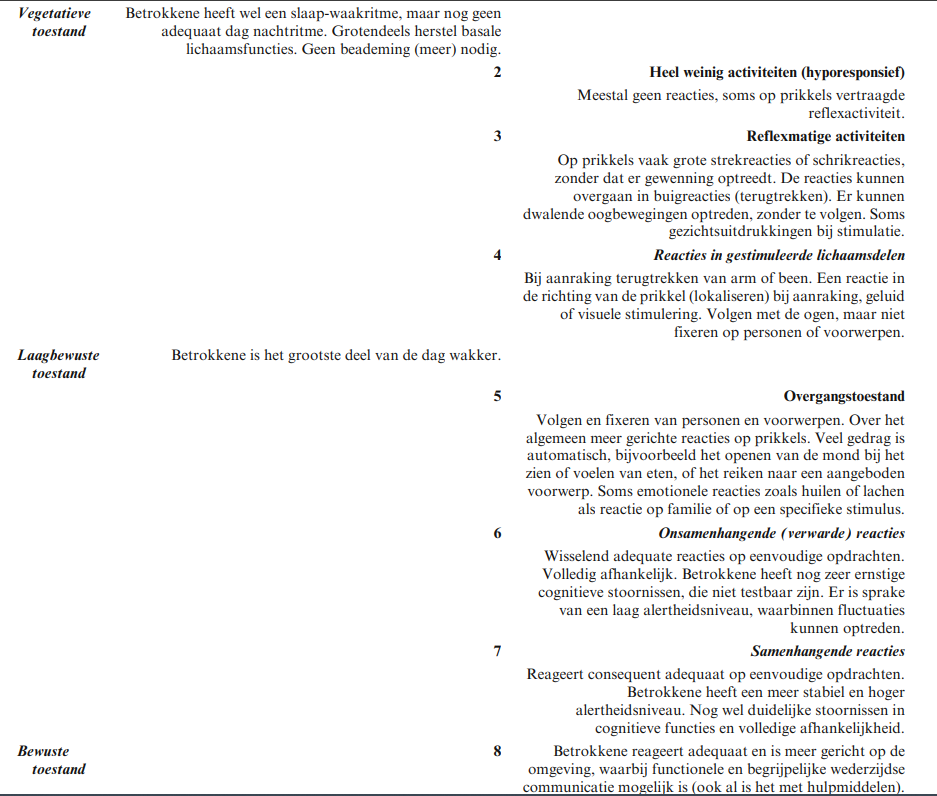 Vegetatieve
toestand
Betrokkene heeft wel een slaap-waakritme, maar nog geen
adequaat dag nachtritme. Grotendeels herstel basale
lichaamsfuncties. Geen beademing (meer) nodig.
2 Heel weinig activiteiten (hyporesponsief)
Meestal geen reacties, soms op prikkels vertraagde
reflexactiviteit.
3 Reflexmatige activiteiten
Op prikkels vaak grote strekreacties of schrikreacties,
zonder dat er gewenning optreedt. De reacties kunnen
overgaan in buigreacties (terugtrekken). Er kunnen
dwalende oogbewegingen optreden, zonder te volgen. Soms
gezichtsuitdrukkingen bij stimulatie.
4 Reacties in gestimuleerde lichaamsdelen
Bij aanraking terugtrekken van arm of been. Een reactie in
de richting van de prikkel (lokaliseren) bij aanraking, geluid
of visuele stimulering. Volgen met de ogen, maar niet
fixeren op personen of voorwerpen.
Laagbewuste
toestand
Betrokkene is het grootste deel van de dag wakker.
5 Overgangstoestand
Volgen en fixeren van personen en voorwerpen. Over het
algemeen meer gerichte reacties op prikkels. Veel gedrag is
automatisch, bijvoorbeeld het openen van de mond bij het
zien of voelen van eten, of het reiken naar een aangeboden
voorwerp. Soms emotionele reacties zoals huilen of lachen
als reactie op familie of op een specifieke stimulus.
6 Onsamenhangende (verwarde) reacties
Wisselend adequate reacties op eenvoudige opdrachten.
Volledig afhankelijk. Betrokkene heeft nog zeer ernstige
cognitieve stoornissen, die niet testbaar zijn. Er is sprake
van een laag alertheidsniveau, waarbinnen fluctuaties
kunnen optreden.
7 Samenhangende reacties
Reageert consequent adequaat op eenvoudige opdrachten.
Betrokkene heeft een meer stabiel en hoger
alertheidsniveau. Nog wel duidelijke stoornissen in
cognitieve functies en volledige afhankelijkheid.
Bewuste
toestand
8 Betrokkene reageert adequaat en is meer gericht op de
omgeving, waarbij functionele en begrijpelijke wederzijdse
communicatie mogelijk is (ook al is het met hulpmiddelen).